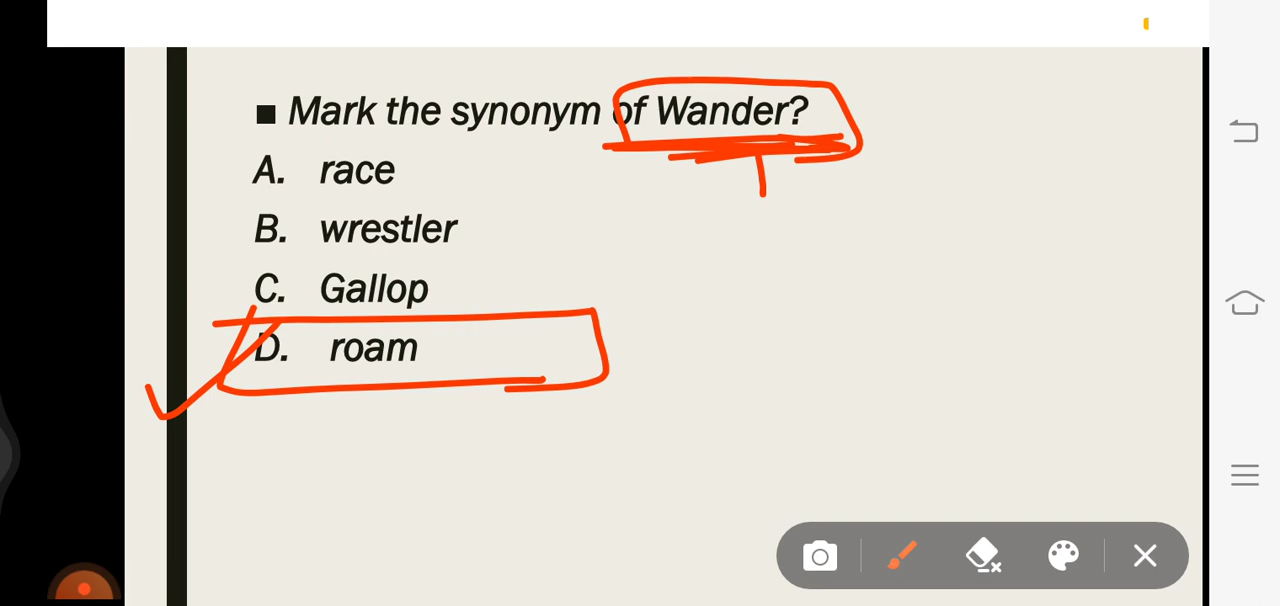 ■ Mark the synonym of Wander?
A. race
B. wrestler
C. Gallop
D. roam